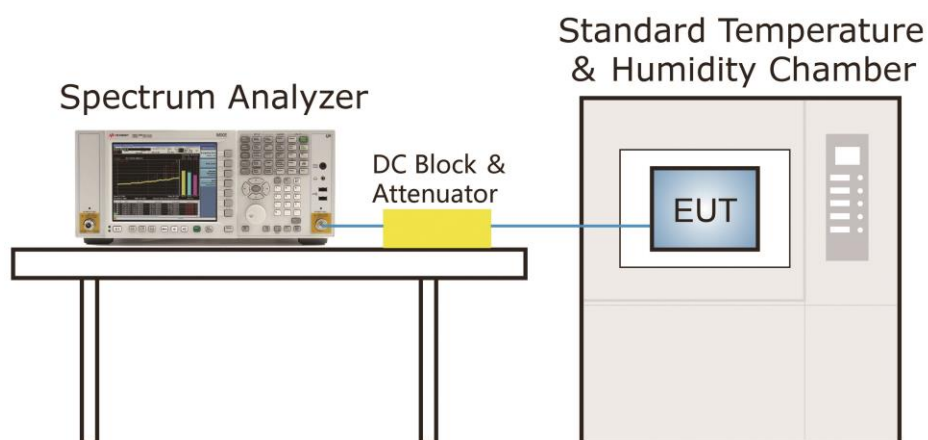 Standard Temperature
& Humidity Chamber
Spectrum Analyzer
DC Block &
Attenuator
EUT